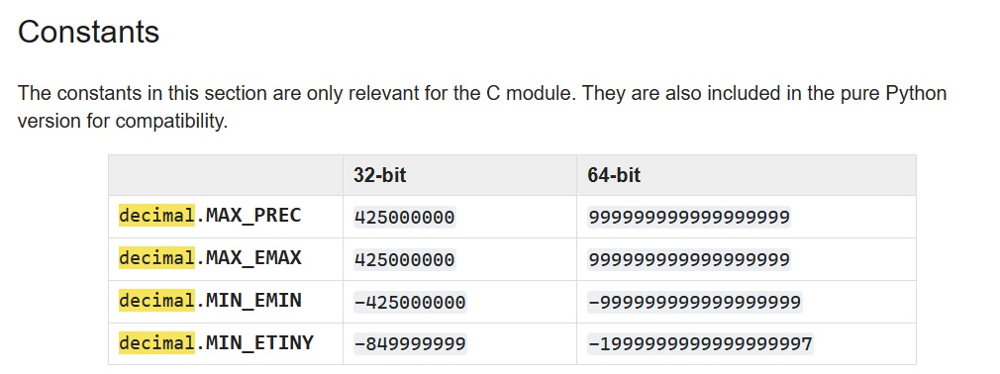 Constants
The constants in this section are only relevant for the C module. They are also included in the pure Python
version for compatibility.
32-bit 64-bit
decimal.MAX_PREC 425000000 999999999999999999
decimal.MAX_EMAX 425000000 999999999999999999
decimal.MIN_EMIN -425000000 -999999999999999999
decimal.MIN_ETINY -849999999 -1999999999999999997